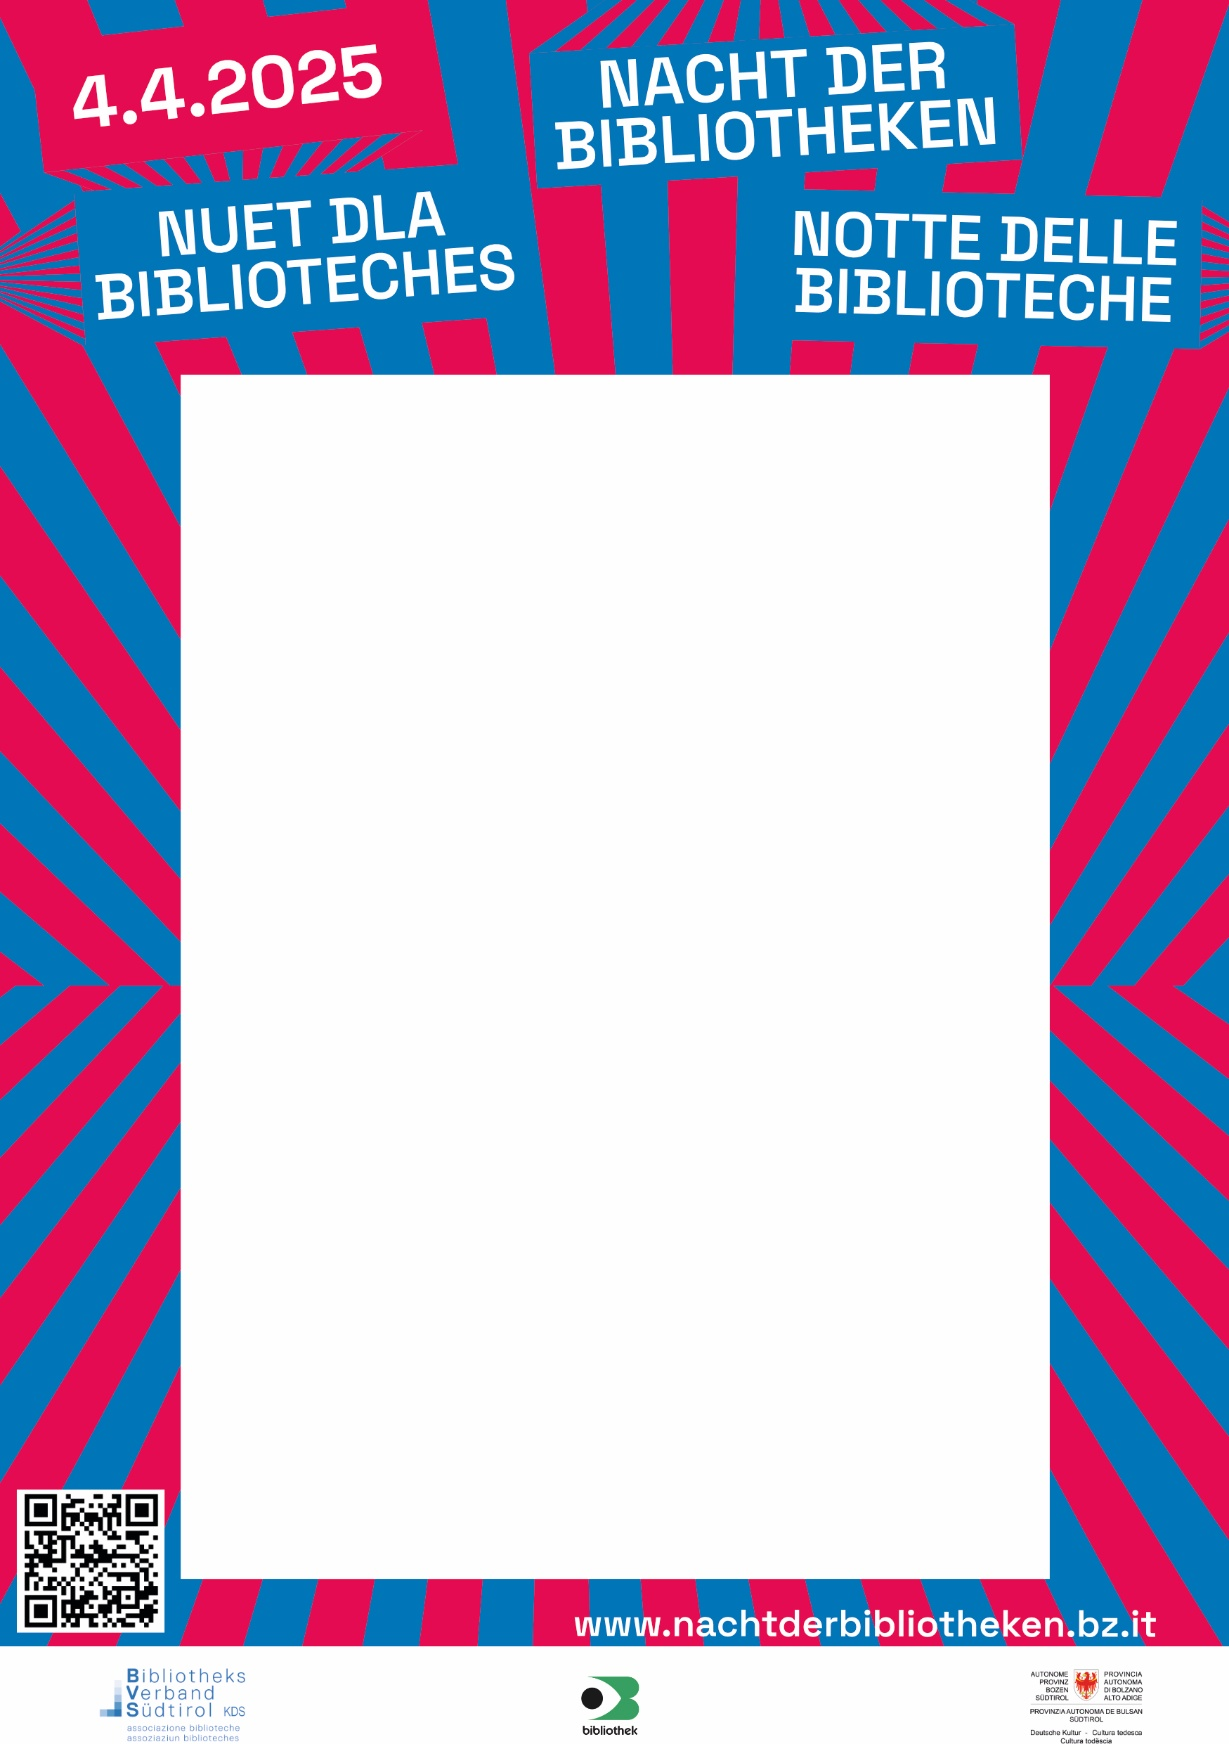 4.4.2025
NACHT DER
BIBLIOTHEKEN
NUET DLA
BIBLIOTECHES
NOTTE DELLE
BIBLIOTECHE
www.nachtderbibliotheken.bz.it
Bibliotheks
Verband
Südtirol KDS
associazione biblioteche
assoziaziun biblioteches
bibliothek
AUTONOME
PROVINZ
BOZEN
SÜDTIROL
PROVINCIA
AUTONOMA
DI BOLZANO
ALTO ADIGE
PROVINZIA AUTONOMA DE BULSAN
SÜDTIROL
Deutsche Kultur - Cultura tedesca
Cultura todëscia